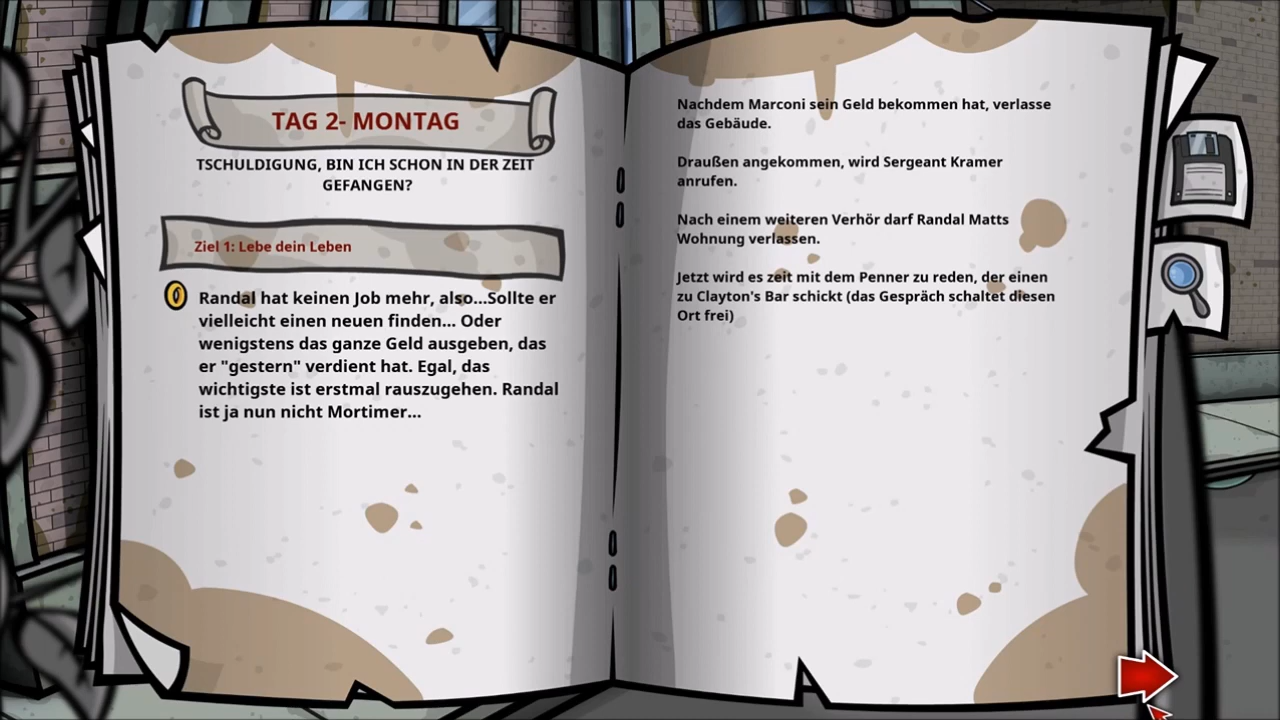 TAG 2- MONTAG
TSCHULDIGUNG, BIN ICH SCHON IN DER ZEIT
GEFANGEN?
Ziel 1: Lebe dein Leben
Randal hat keinen Job mehr, also...Sollte er
vielleicht einen neuen finden... Oder
wenigstens das ganze Geld ausgeben, das
er "gestern" verdient hat. Egal, das
wichtigste ist erstmal rauszugehen. Randal
ist ja nun nicht Mortimer...
Nachdem Marconi sein Geld bekommen hat, verlasse
das Gebäude.
Draußen angekommen, wird Sergeant Kramer
anrufen.
Nach einem weiteren Verhör darf Randal Matts
Wohnung verlassen.
Jetzt wird es zeit mit dem Penner zu reden, der einen
zu Clayton's Bar schickt (das Gespräch schaltet diesen
Ort frei)